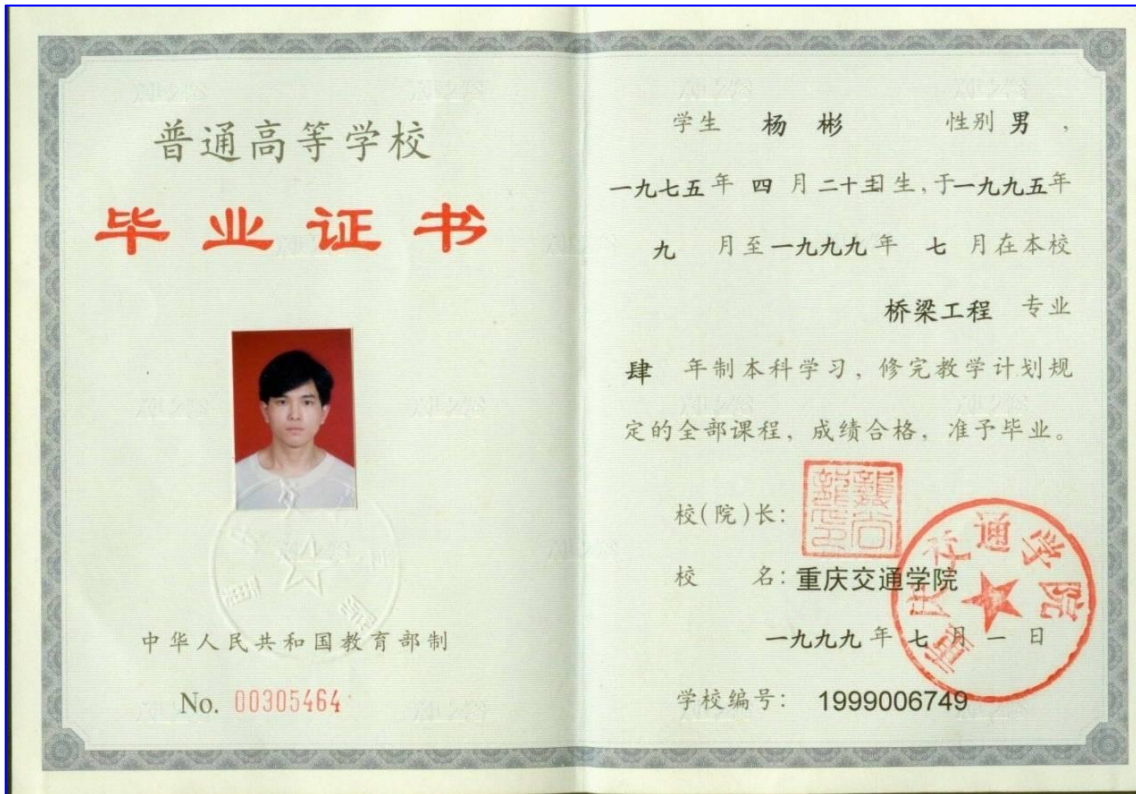 普通高等学校
毕业证书
中华人民共和国教育部制
No. 00305464
学生 杨彬 性别 男，
一九七五年 四 月二十 日生，于一九九五年
九 月至一九九九年 七 月在本校
桥梁工程 专业
肆 年制本科学习，修完教学计划规
定的全部课程，成绩合格，准予毕业。
校(院)长：
校 名：重庆交通学院
重庆交通学院
一九九九年七月一日
学校编号： 1999006749